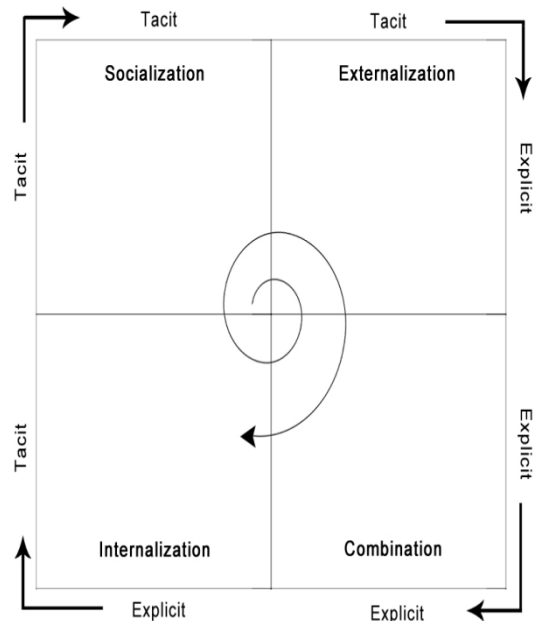 Tacit
Tacit
Socialization
Externalization
Tacit
Explicit
Tacit
Explicit
Internalization
Combination
Explicit
Explicit